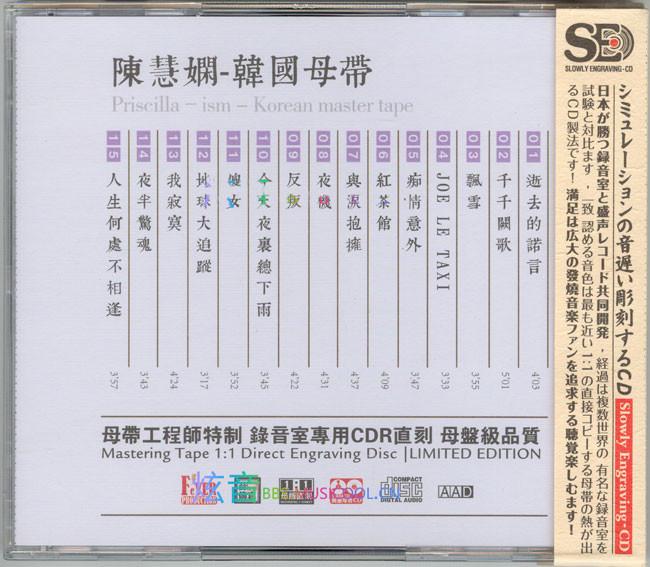 陳慧嫻-韓國母帶
Priscilla – ism – Korean master tape
01 逝去的諾言 4'03
02 千千闕歌 5'01
03 飄雪 3'55
04 JOE LE TAXI 3'33
05 痴情意外 3'44
06 紅茶館 4'09
07 與淚抱擁 4'37
08 夜機 4'31
09 反叛 4'22
10 今天夜裏總下雨 3'45
11 傻女 3'52
12 地球大追蹤 3'17
13 我寂寞 4'24
14 夜半驚魂 3'43
15 人生何處不相逢 3'57
母帶工程師特制 錄音室專用CDR直刻 母盤級品質
Mastering Tape 1:1 Direct Engraving Disc |LIMITED EDITION
炫音
1:1
COMPACT
disc
DIGITAL AUDIO
AAD
SLOWLY ENGRAVING-CD
シミュレーションの音遅い彫刻するCD Slowly Engraving-CD
日本が勝つ録音室と盛声レコード共同開発，経過は複数世界の有名な録音室を
試験と対比ます，一致 認める音色は最も近い1:1の直接コピーする母帯の熱が出
るCD製法です! 満足は広大の發燒音楽ファンを追求する聴覚楽しむます!